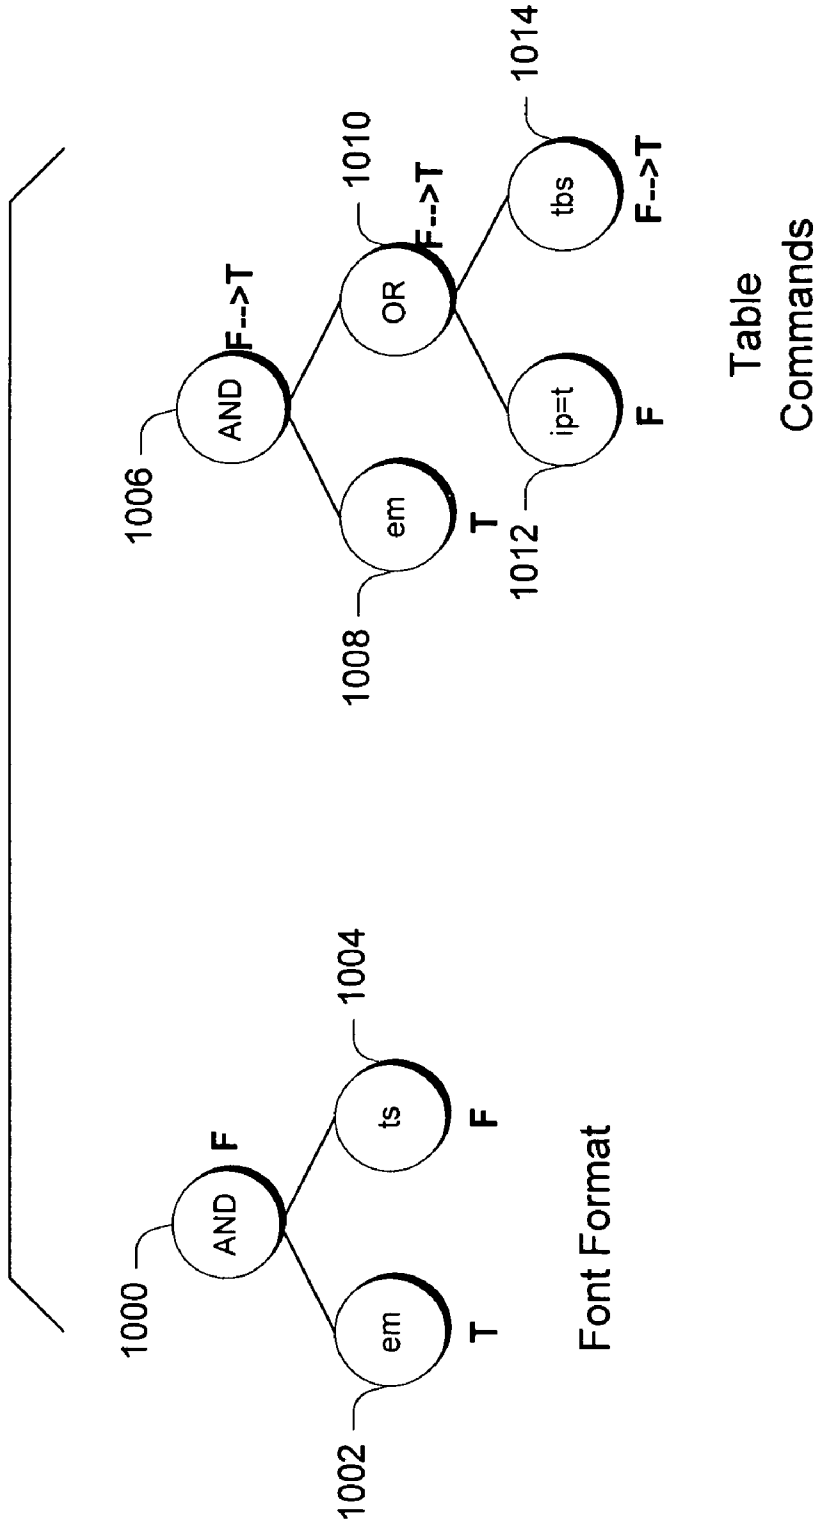 1000
AND
F
1002
em
T
ts
F
1004
Font Format
1006
AND
F-->T
1008
em
T
OR
F-->T
1010
1012
ip=t
F
tbs
F-->T
1014
Table
Commands